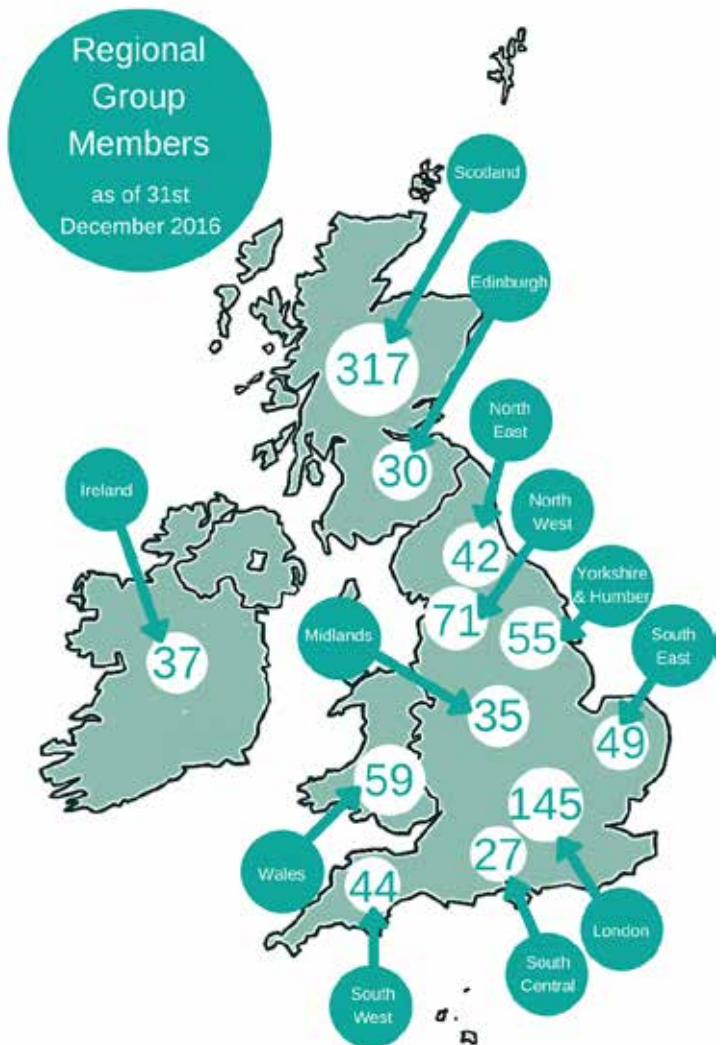 Regional
Group
Members
as of 31st
December 2016
Scotland
Edinburgh
317
North
East
30
Ireland
North
West
42
Yorkshire
& Humber
71
55
Midlands
South
East
37
35
49
59
145
27
Wales
44
London
South
Central
South
West